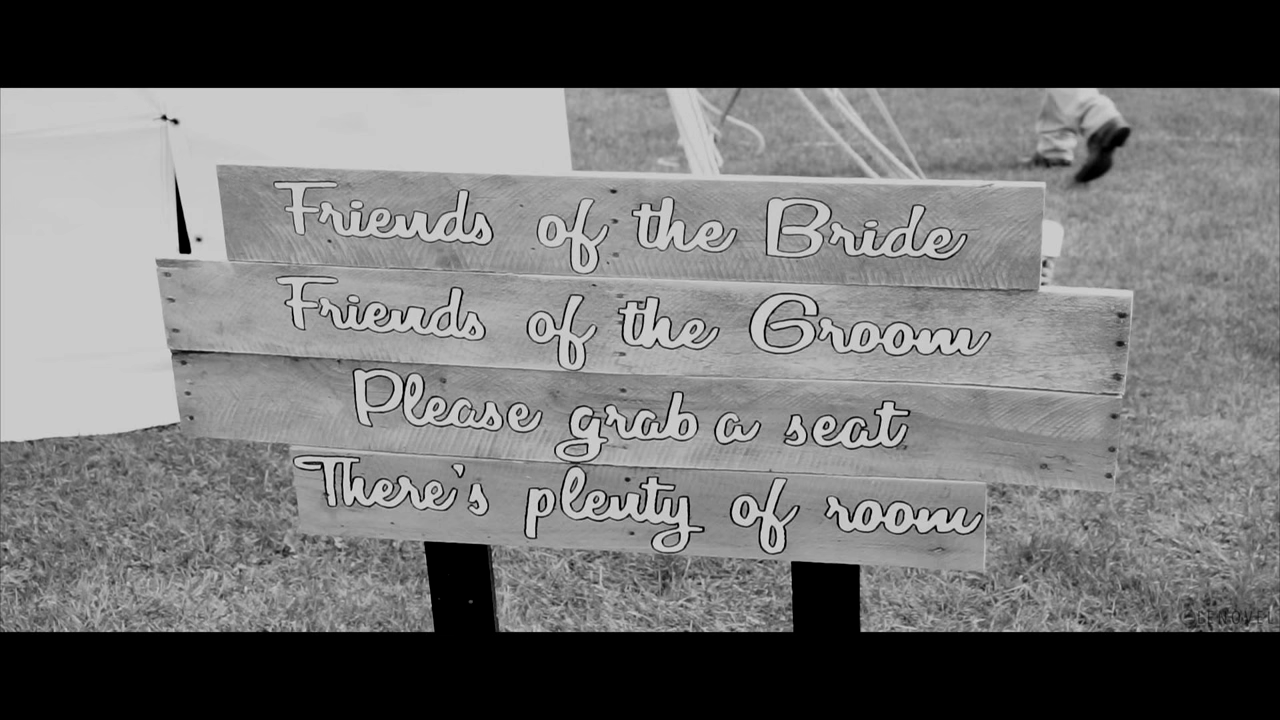 Friends of the Bride
Friends of the Groom
Please grab a seat
There's plenty of room